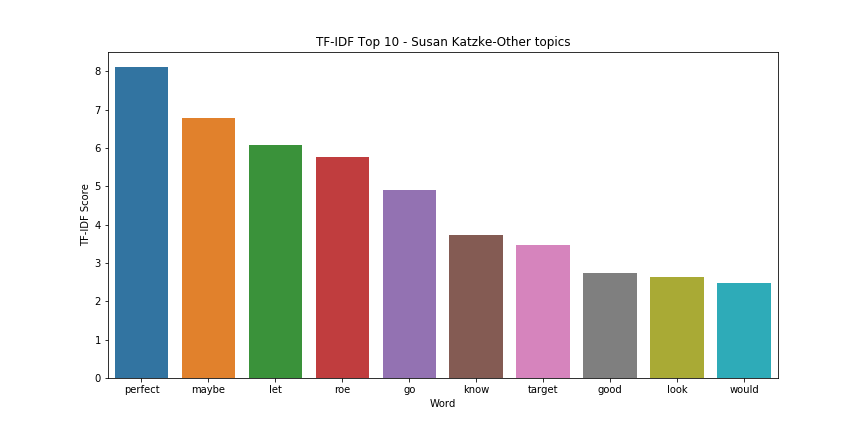 TF-IDF Top 10 - Susan Katzke-Other topics
TF-IDF Score
8
7
6
5
4
3
2
1
0
perfect maybe let roe go know target good look would
Word